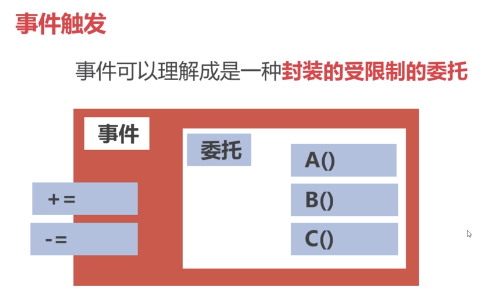 事件触发
事件可以理解成是一种封装的受限制的委托
事件
委托
A()
+=
B()
-=
C()